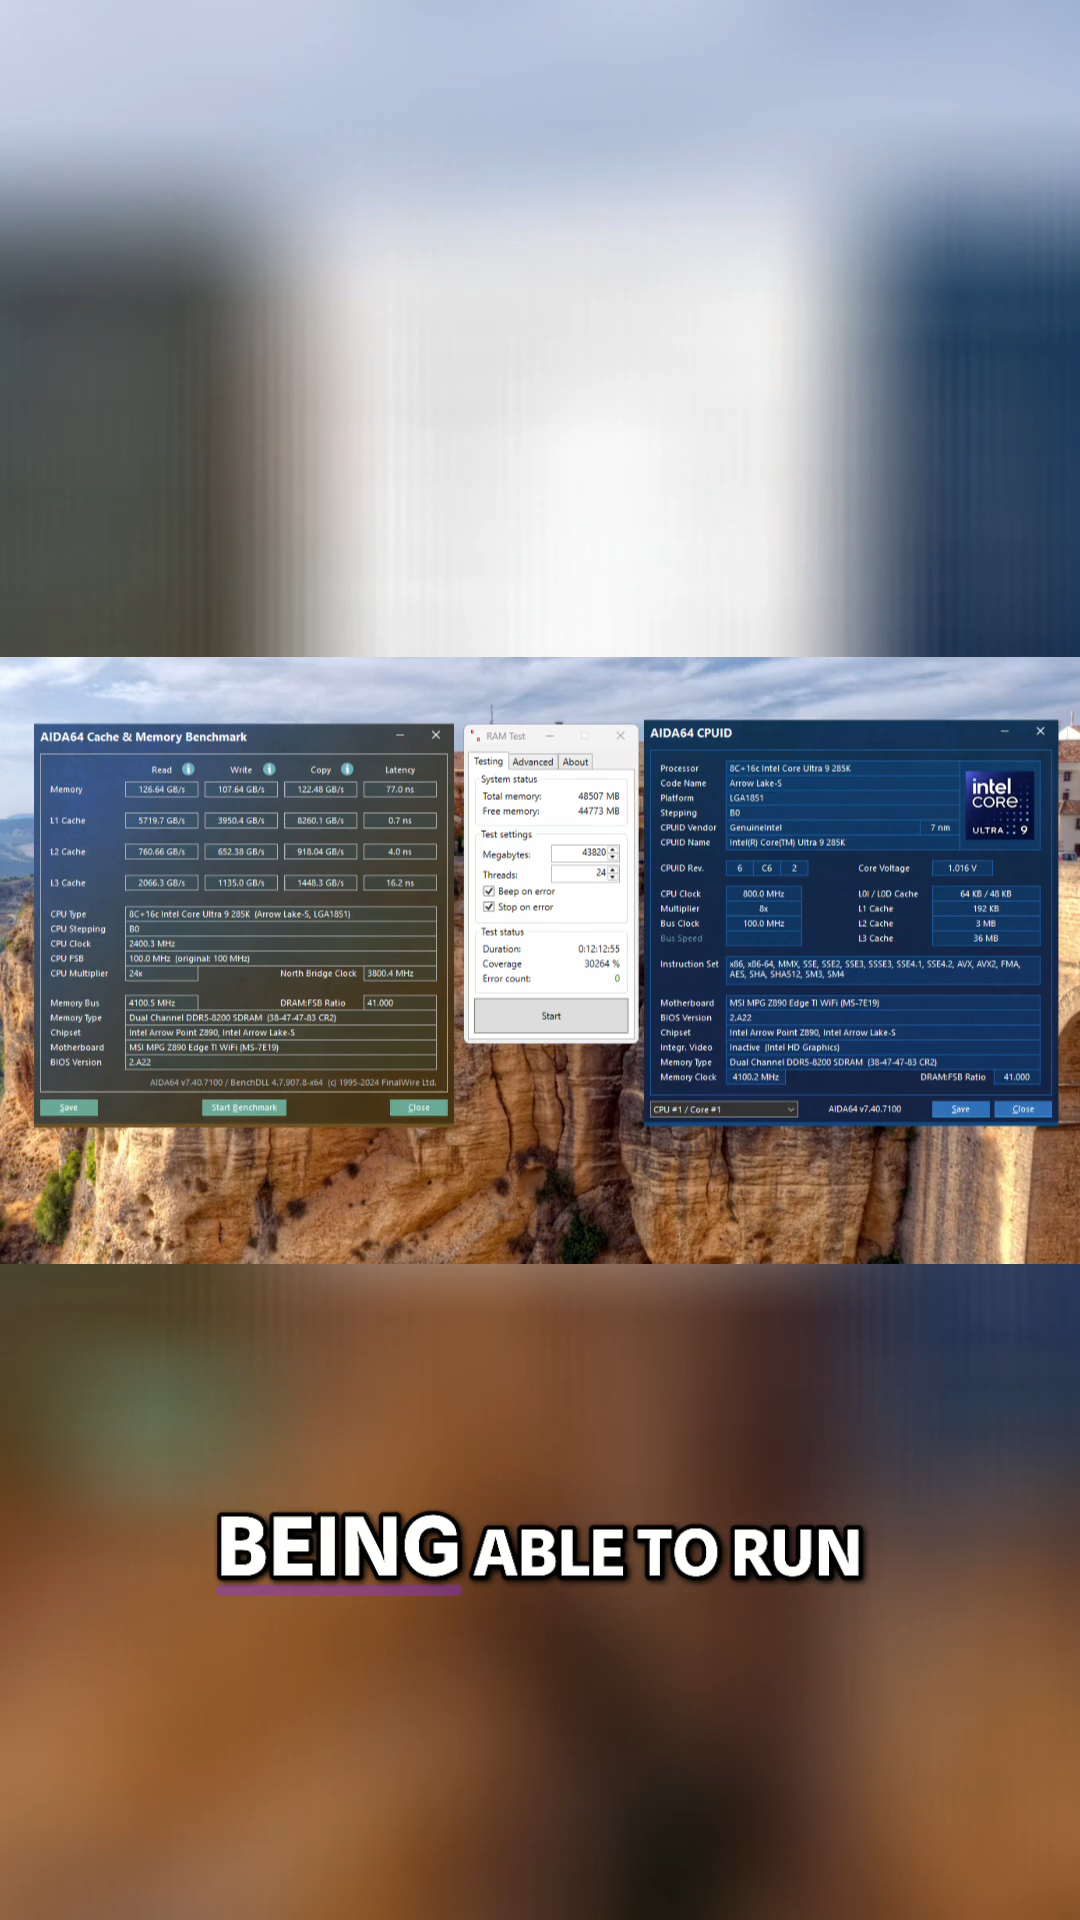 AIDA64 Cache & Memory Benchmark
Read Write Copy Latency
Memory 126.64 GB/s 107.64 GB/s 122.48 GB/s 77.0 ns
L1 Cache 5719.7 GB/s 3950.4 GB/s 8260.1 GB/s 0.7 ns
L2 Cache 760.66 GB/s 652.38 GB/s 918.04 GB/s 4.0 ns
L3 Cache 2066.3 GB/s 1135.0 GB/s 1448.3 GB/s 16.2 ns
CPU Type 8C+16c Intel Core Ultra 9 285K (Arrow Lake-S, LGA1851)
CPU Stepping B0
CPU Clock 2400.3 MHz
CPU FSB 100.0 MHz (original: 100 MHz)
CPU Multiplier 24x North Bridge Clock 3800.4 MHz
Memory Bus 4100.5 MHz DRAM:FSB Ratio 41.000
Memory Type Dual Channel DDR5-8200 SDRAM (38-47-47-83 CR2)
Chipset Intel Arrow Point Z890, Intel Arrow Lake-S
Motherboard MSI MPG Z890 Edge TI WiFi (MS-7E19)
BIOS Version 2.A22
AIDA64 v7.40.7100 / BenchDLL 4.7.907.8-x64 (c) 1995-2024 FinalWire Ltd.
Save Start Benchmark Close
RAM Test
Testing Advanced About
System status
Total memory: 48507 MB
Free memory: 44773 MB
Test settings
Megabytes: 43820
Threads: 24
Beep on error
Stop on error
Test status
Duration: 0:12:12:55
Coverage 30264 %
Error count: 0
Start
AIDA64 CPUID
Processor 8C+16c Intel Core Ultra 9 285K
Code Name Arrow Lake-S
Platform LGA1851
Stepping B0
CPUID Vendor GenuineIntel 7 nm
CPUID Name Intel(R) Core(TM) Ultra 9 285K
intel
CORE
ULTRA 9
CPUID Rev. 6 C6 2 Core Voltage 1.016 V
CPU Clock 800.0 MHz L0I / L0D Cache 64 KB / 48 KB
Multiplier 8x L1 Cache 192 KB
Bus Clock 100.0 MHz L2 Cache 3 MB
Bus Speed L3 Cache 36 MB
Instruction Set x86, x86-64, MMX, SSE, SSE2, SSE3, SSSE3, SSE4.1, SSE4.2, AVX, AVX2, FMA,
AES, SHA, SHA512, SM3, SM4
Motherboard MSI MPG Z890 Edge TI WiFi (MS-7E19)
BIOS Version 2.A22
Chipset Intel Arrow Point Z890, Intel Arrow Lake-S
Integr. Video Inactive (Intel HD Graphics)
Memory Type Dual Channel DDR5-8200 SDRAM (38-47-47-83 CR2)
Memory Clock 4100.2 MHz DRAM:FSB Ratio 41.000
CPU #1 / Core #1 AIDA64 v7.40.7100 Save Close
BEING ABLE TO RUN